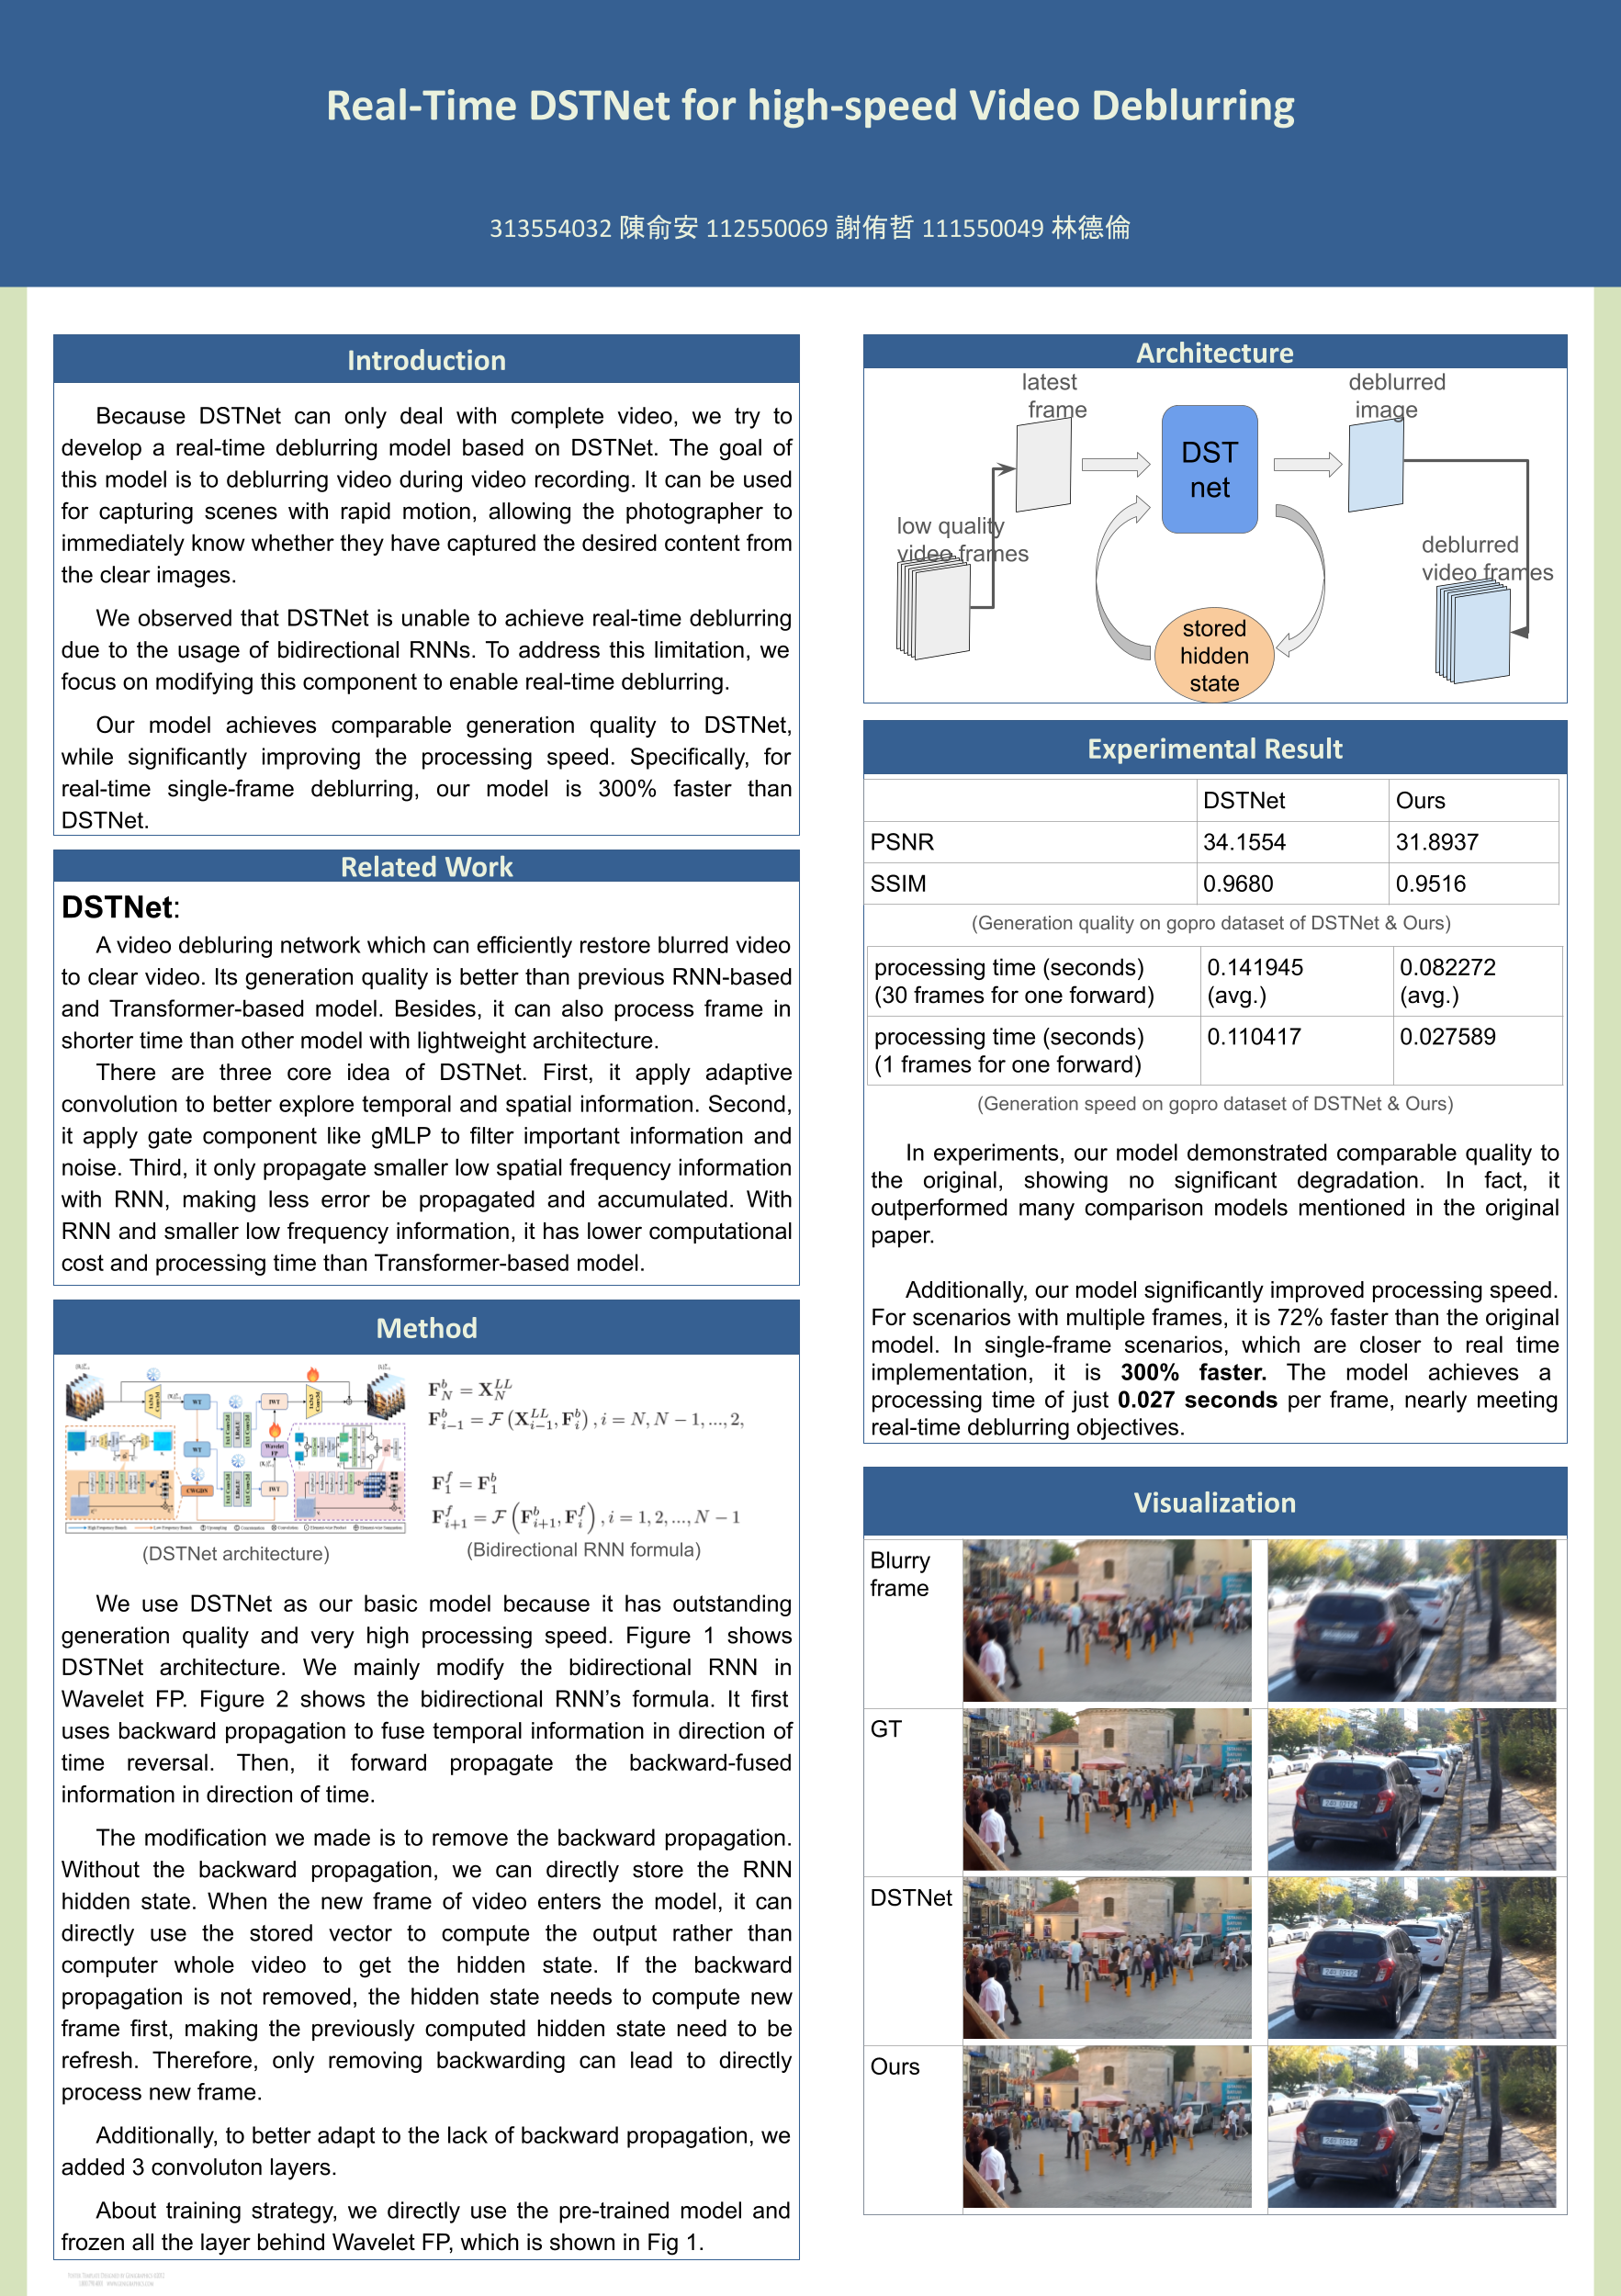 Real-Time DSTNet for high-speed Video Deblurring
313554032 陳俞安 112550069 謝侑哲 111550049 林德倫
Introduction
Because DSTNet can only deal with complete video, we try to
develop a real-time deblurring model based on DSTNet. The goal of
this model is to deblurring video during video recording. It can be used
for capturing scenes with rapid motion, allowing the photographer to
immediately know whether they have captured the desired content from
the clear images.
We observed that DSTNet is unable to achieve real-time deblurring
due to the usage of bidirectional RNNs. To address this limitation, we
focus on modifying this component to enable real-time deblurring.
Our model achieves comparable generation quality to DSTNet,
while significantly improving the processing speed. Specifically, for
real-time single-frame deblurring, our model is 300% faster than
DSTNet.
Related Work
DSTNet:
A video debluring network which can efficiently restore blurred video
to clear video. Its generation quality is better than previous RNN-based
and Transformer-based model. Besides, it can also process frame in
shorter time than other model with lightweight architecture.
There are three core idea of DSTNet. First, it apply adaptive
convolution to better explore temporal and spatial information. Second,
it apply gate component like gMLP to filter important information and
noise. Third, it only propagate smaller low spatial frequency information
with RNN, making less error be propagated and accumulated. With
RNN and smaller low frequency information, it has lower computational
cost and processing time than Transformer-based model.
Method
WT
IWT
WT
Wavelet
FP
CWGDN
IWT
(DSTNet architecture)
F_N^b = X_N^{LL}
F_{i-1}^b = F(X_{i-1}^{LL}, F_i^b), i = N, N − 1, ..., 2,
F_1^f = F_1^b
F_{i+1}^f = F(F_{i+1}^b, F_i^f), i = 1, 2, ..., N − 1
(Bidirectional RNN formula)
We use DSTNet as our basic model because it has outstanding
generation quality and very high processing speed. Figure 1 shows
DSTNet architecture. We mainly modify the bidirectional RNN in
Wavelet FP. Figure 2 shows the bidirectional RNN's formula. It first
uses backward propagation to fuse temporal information in direction of
time reversal. Then, it forward propagate the backward-fused
information in direction of time.
The modification we made is to remove the backward propagation.
Without the backward propagation, we can directly store the RNN
hidden state. When the new frame of video enters the model, it can
directly use the stored vector to compute the output rather than
computer whole video to get the hidden state. If the backward
propagation is not removed, the hidden state needs to compute new
frame first, making the previously computed hidden state need to be
refresh. Therefore, only removing backwarding can lead to directly
process new frame.
Additionally, to better adapt to the lack of backward propagation, we
added 3 convoluton layers.
About training strategy, we directly use the pre-trained model and
frozen all the layer behind Wavelet FP, which is shown in Fig 1.
Architecture
latest
frame
DST
net
deblurred
image
low quality
video frames
deblurred
video frames
stored
hidden
state
Experimental Result
DSTNet Ours
PSNR 34.1554 31.8937
SSIM 0.9680 0.9516
(Generation quality on gopro dataset of DSTNet & Ours)
processing time (seconds) 0.141945 0.082272
(30 frames for one forward) (avg.) (avg.)
processing time (seconds) 0.110417 0.027589
(1 frames for one forward)
(Generation speed on gopro dataset of DSTNet & Ours)
In experiments, our model demonstrated comparable quality to
the original, showing no significant degradation. In fact, it
outperformed many comparison models mentioned in the original
paper.
Additionally, our model significantly improved processing speed.
For scenarios with multiple frames, it is 72% faster than the original
model. In single-frame scenarios, which are closer to real time
implementation, it is 300% faster. The model achieves a
processing time of just 0.027 seconds per frame, nearly meeting
real-time deblurring objectives.
Visualization
Blurry
frame
GT
DSTNet
Ours